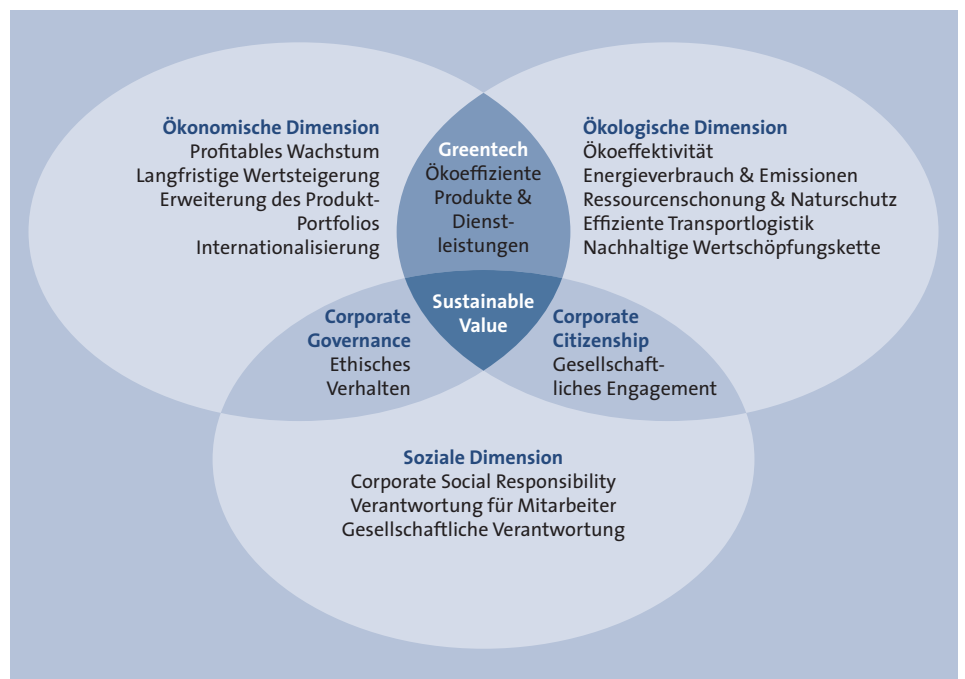 Ökonomische Dimension
Profitables Wachstum
Langfristige Wertsteigerung
Erweiterung des Produkt-
Portfolios
Internationalisierung
Greentech
Ökoeffiziente
Produkte &
Dienst-
leistungen
Ökologische Dimension
Ökoeffektivität
Energieverbrauch & Emissionen
Ressourcenschonung & Naturschutz
Effiziente Transportlogistik
Nachhaltige Wertschöpfungskette
Sustainable
Value
Corporate
Governance
Ethisches
Verhalten
Corporate
Citizenship
Gesellschaft-
liches Engagement
Soziale Dimension
Corporate Social Responsibility
Verantwortung für Mitarbeiter
Gesellschaftliche Verantwortung